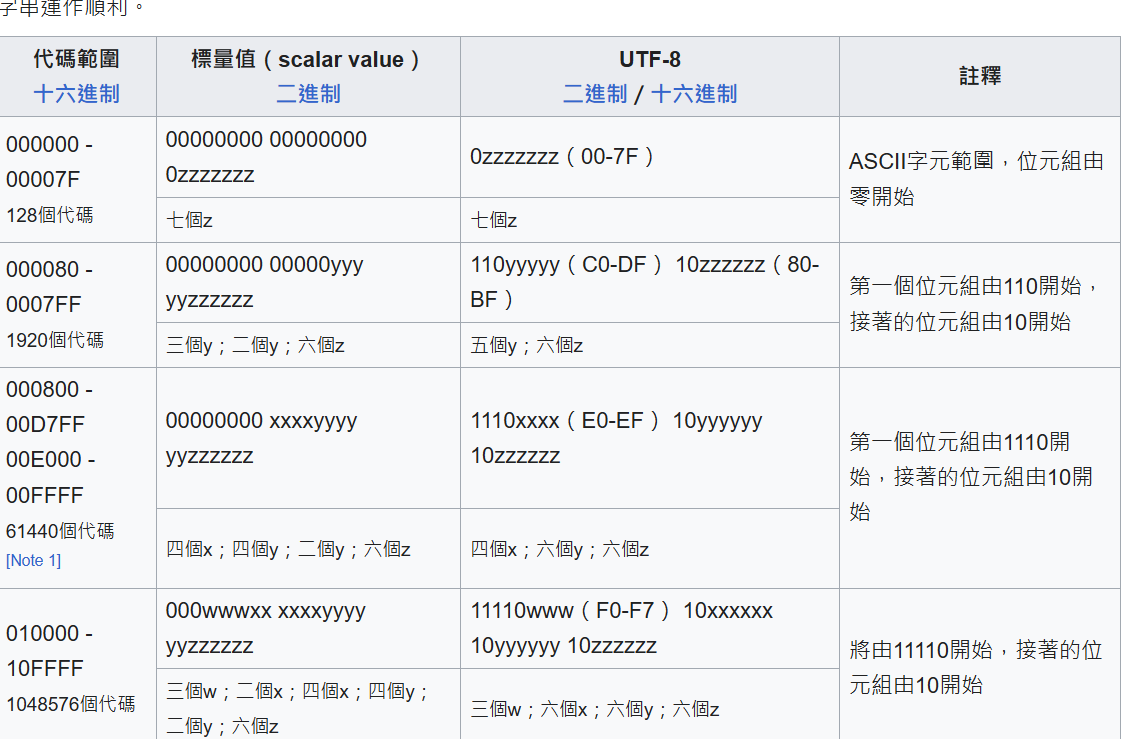 字串運作順利。
代碼範圍
十六進制
標量值（scalar value）
二進制
UTF-8
二進制 / 十六進制
註釋
000000 -
00007F
128個代碼
00000000 00000000
0zzzzzzz
0zzzzzzz（00-7F）
ASCII字元範圍，位元組由
零開始
七個z
七個z
000080 -
0007FF
1920個代碼
00000000 00000yyy
yyzzzzzz
110yyyyy（C0-DF） 10zzzzzz（80-
BF）
第一個位元組由110開始，
接著的位元組由10開始
三個y；二個y；六個z
五個y；六個z
000800 -
00D7FF
00E000 -
00FFFF
61440個代碼
[Note 1]
00000000 xxxxyyyy
yyzzzzzz
1110xxxx（E0-EF） 10yyyyyy
10zzzzzz
第一個位元組由1110開
始，接著的位元組由10開
始
四個x；四個y；二個y；六個z
四個x；六個y；六個z
010000 -
10FFFF
1048576個代碼
000wwwxx xxxxyyyy
yyzzzzzz
11110www（F0-F7） 10xxxxxx
10yyyyyy 10zzzzzz
將由11110開始，接著的位
元組由10開始
三個w；二個x；四個x；四個y；
二個y；六個z
三個w；六個x；六個y；六個z